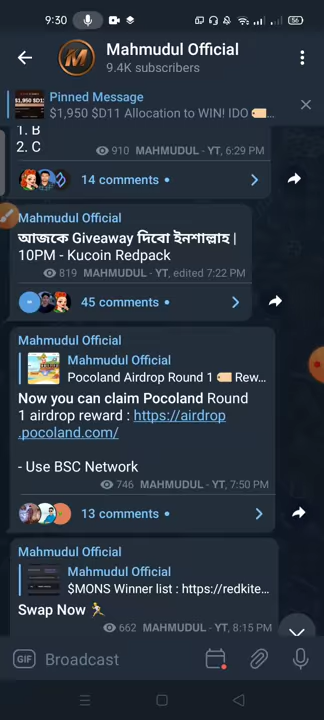 9:30
56
Mahmudul Official
9.4K subscribers
Pinned Message
$1,950 $D11 Allocation to WIN! IDO 🏷️...
1. B
2. C
910 MAHMUDUL - YT, 6:29 PM
14 comments
Mahmudul Official
আজকে Giveaway দিবো ইনশাল্লাহ |
10PM - Kucoin Redpack
819 MAHMUDUL - YT, edited 7:22 PM
45 comments
Mahmudul Official
Mahmudul Official
Pocoland Airdrop Round 1 🏷️ Rew...
Now you can claim Pocoland Round
1 airdrop reward : https://airdrop
.pocoland.com/
- Use BSC Network
746 MAHMUDUL - YT, 7:50 PM
13 comments
Mahmudul Official
Mahmudul Official
$MONS Winner list : https://redkite...
Swap Now 🏃
662 MAHMUDUL - YT, 8:15 PM
GIF Broadcast